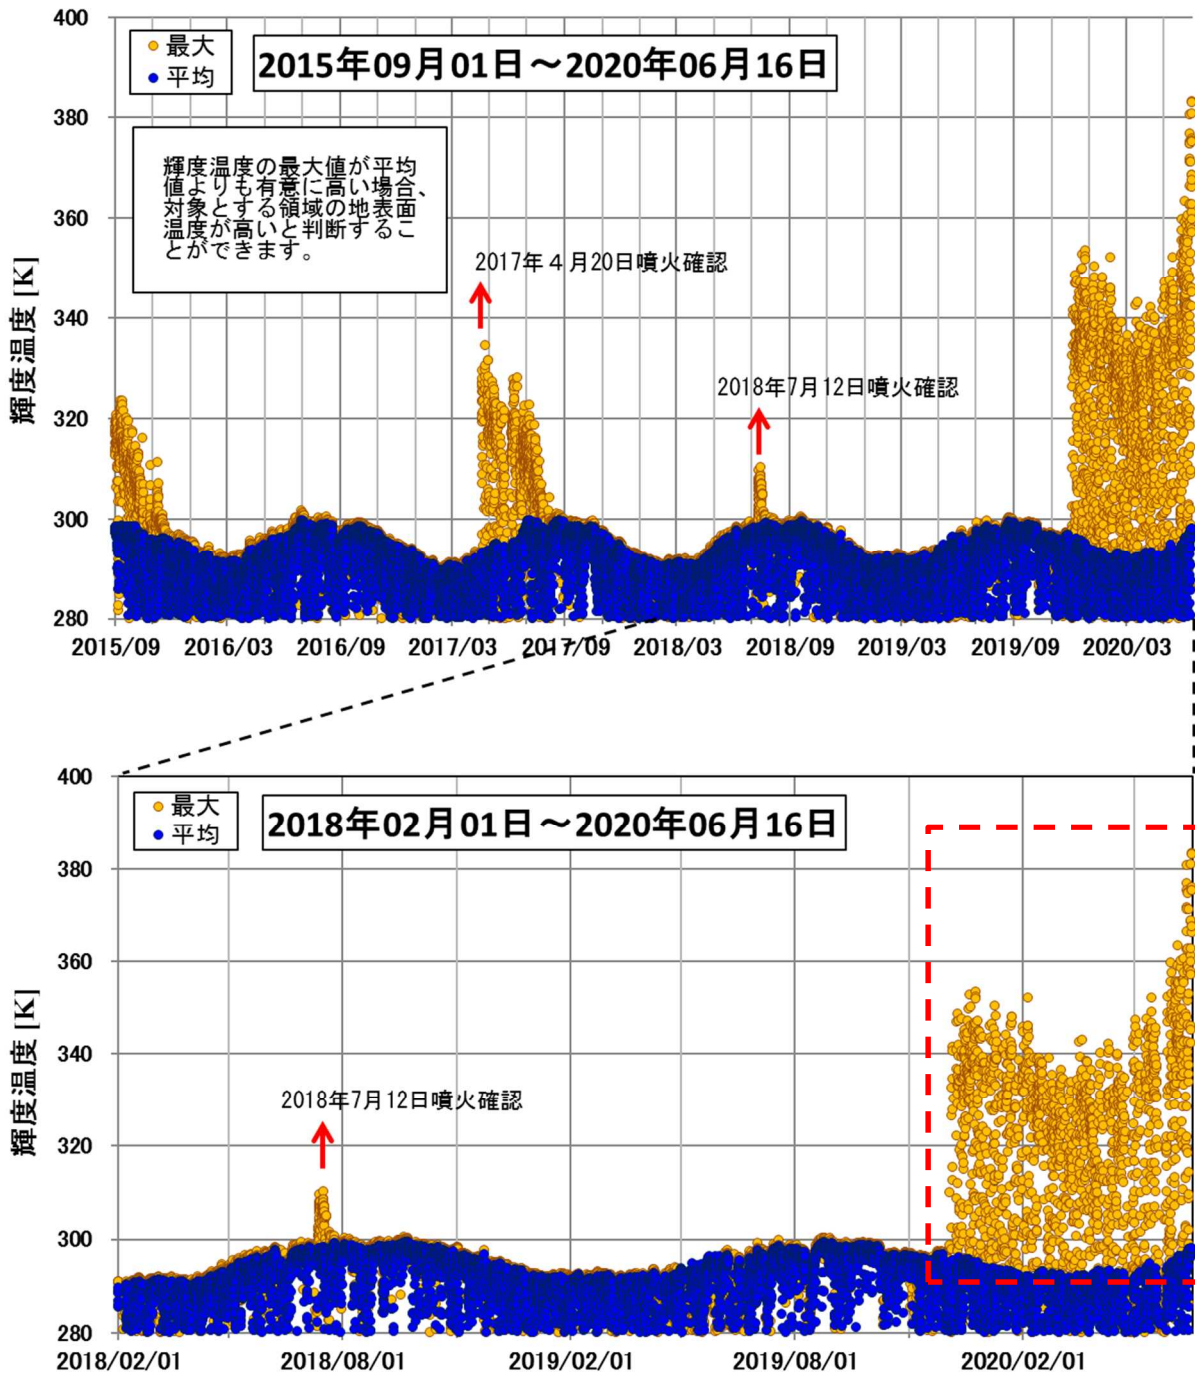 400
最大
平均
2015年09月01日～2020年06月16日
380
輝度温度の最大値が平均
値よりも有意に高い場合、
対象とする領域の地表面
温度が高いと判断するこ
とができます。
360
2017年４月20日噴火確認
340
輝度温度 [K]
2018年7月12日噴火確認
320
300
280
2015/09 2016/03 2016/09 2017/03 2017/09 2018/03 2018/09 2019/03 2019/09 2020/03
400
最大
平均
2018年02月01日～2020年06月16日
380
360
340
輝度温度 [K]
2018年7月12日噴火確認
320
300
280
2018/02/01 2018/08/01 2019/02/01 2019/08/01 2020/02/01